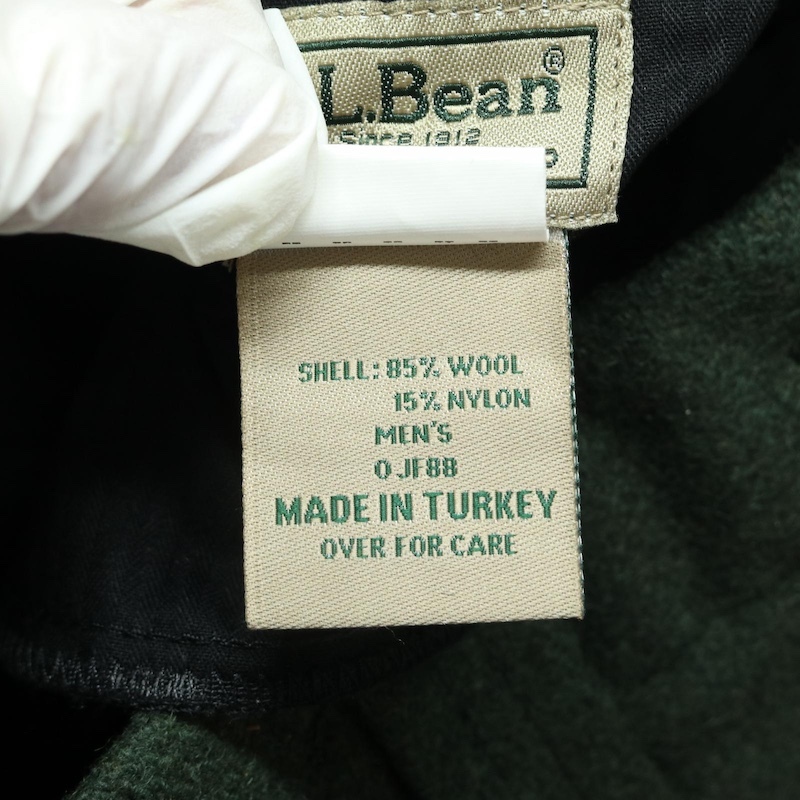 L.Bean®
Since 1912
SHELL: 85% WOOL
15% NYLON
MEN'S
0JF88
MADE IN TURKEY
OVER FOR CARE